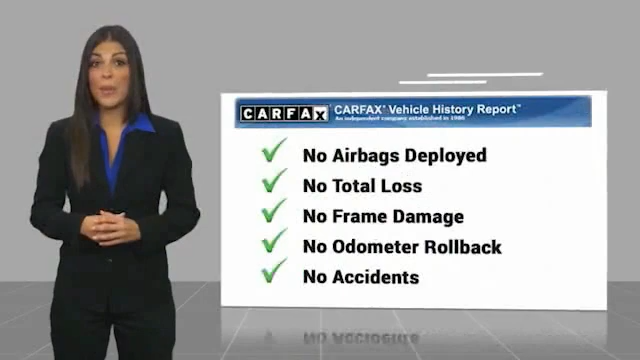 CARFAX CARFAX® Vehicle History Report™
An independent company established in 1986
No Airbags Deployed
No Total Loss
No Frame Damage
No Odometer Rollback
No Accidents